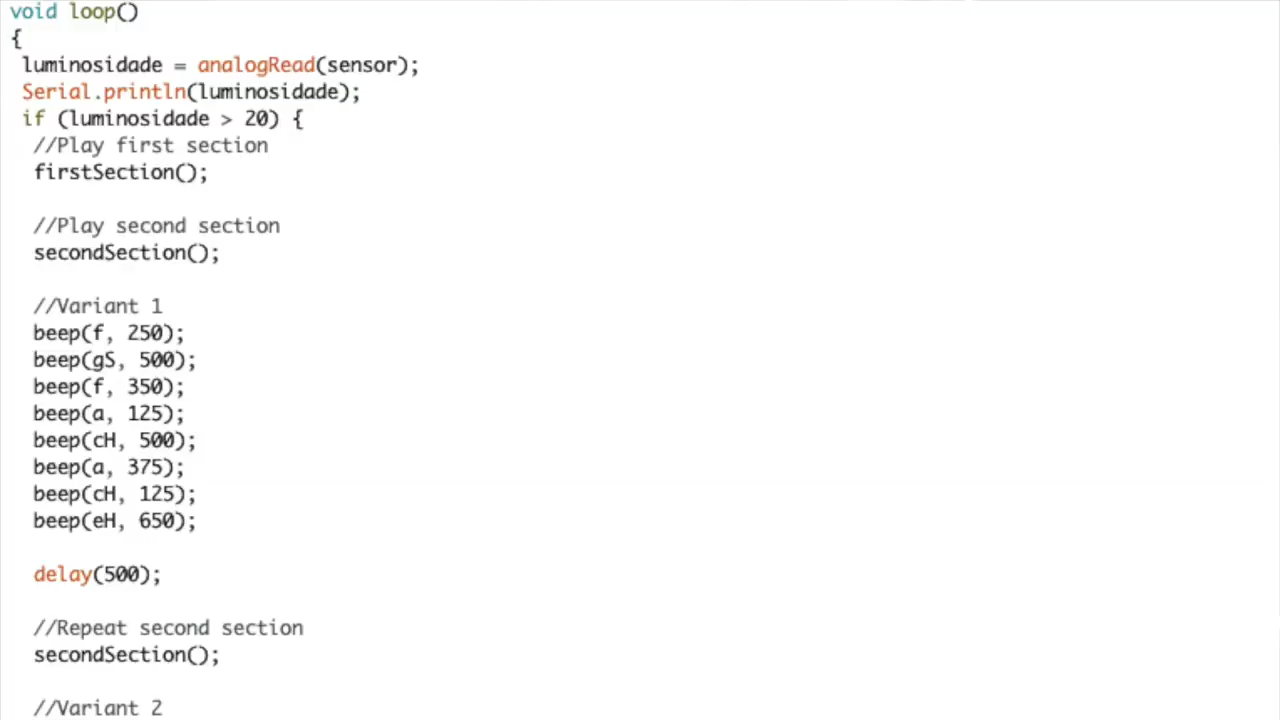 void loop()
{
luminosidade = analogRead(sensor);
Serial.println(luminosidade);
if (luminosidade > 20) {
//Play first section
firstSection();
//Play second section
secondSection();
//Variant 1
beep(f, 250);
beep(gS, 500);
beep(f, 350);
beep(a, 125);
beep(cH, 500);
beep(a, 375);
beep(cH, 125);
beep(eH, 650);
delay(500);
//Repeat second section
secondSection();
//Variant 2